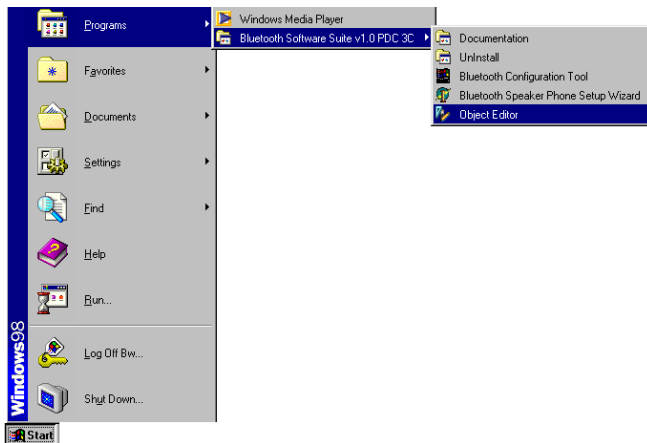 Programs
Windows Media Player
Bluetooth Software Suite v1.0 PDC 3C
Documentation
UnInstall
Bluetooth Configuration Tool
Bluetooth Speaker Phone Setup Wizard
Object Editor
Favorites
Documents
Settings
Find
Help
Run...
Log Off Bw...
Shut Down...
Windows98
Start